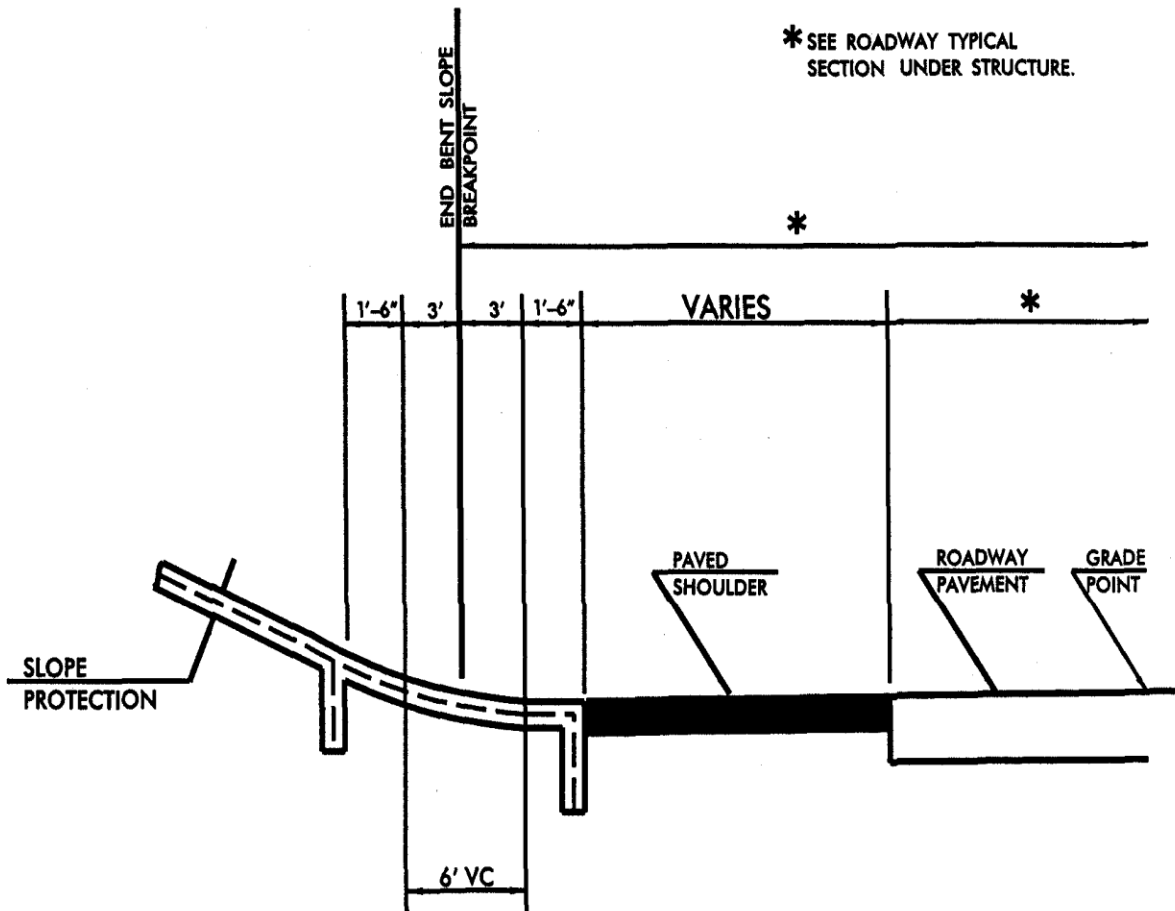 * SEE ROADWAY TYPICAL
SECTION UNDER STRUCTURE.
END BENT SLOPE
BREAKPOINT
*
1'-6"
3'
3'
1'-6"
VARIES
*
PAVED
SHOULDER
ROADWAY
PAVEMENT
GRADE
POINT
SLOPE
PROTECTION
6' VC